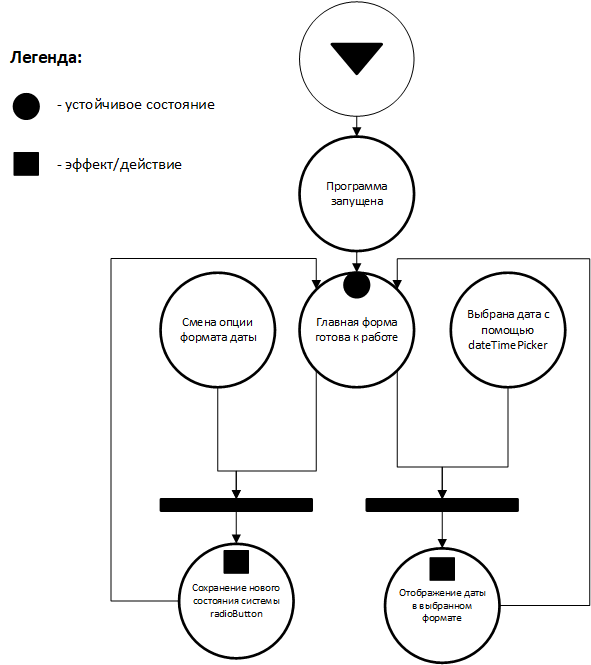 Легенда:
- устойчивое состояние
- эффект/действие
Программа
запущена
Смена опции
формата даты
Главная форма
готова к работе
Выбрана дата с
помощью
dateTimePicker
Сохранение нового
состояния системы
radioButton
Отображение даты
в выбранном
формате